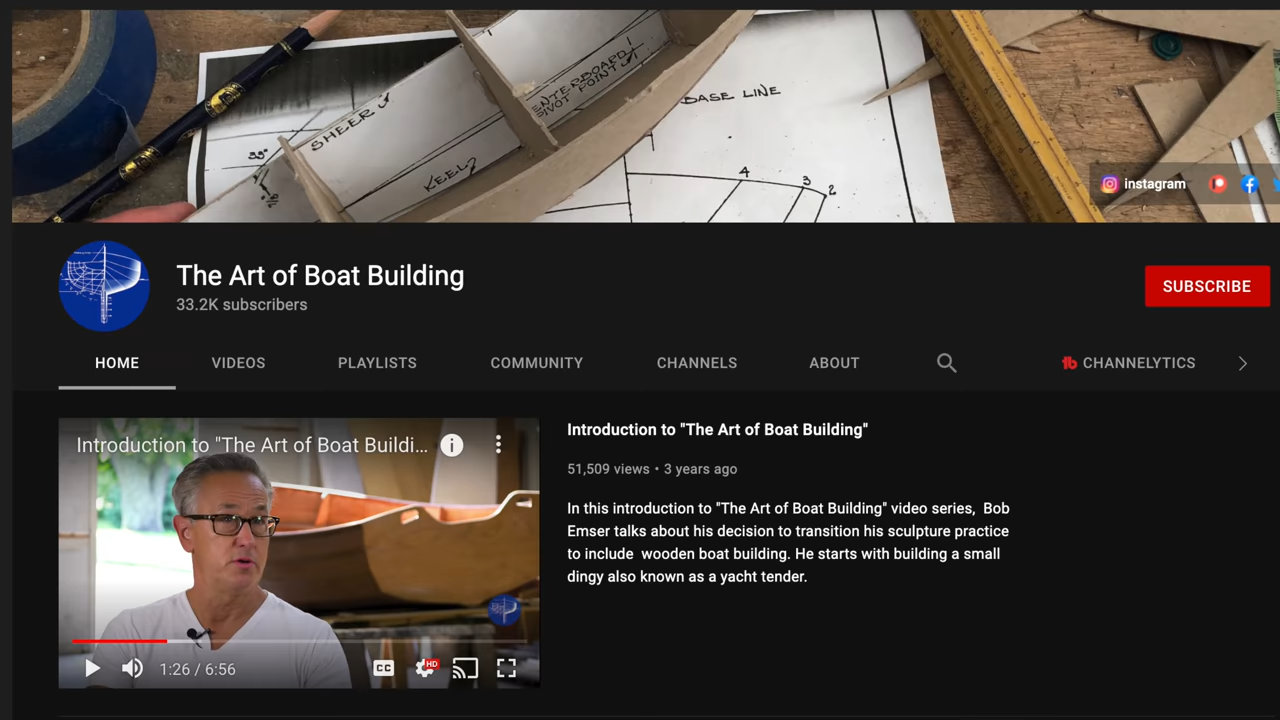 SHEER
33°
KEEL
PIVOT POINT
BASE LINE
4
3
2
instagram
The Art of Boat Building
33.2K subscribers
SUBSCRIBE
HOME
VIDEOS
PLAYLISTS
COMMUNITY
CHANNELS
ABOUT
CHANNELYTICS
Introduction to "The Art of Boat Buildi...
1:26 / 6:56
CC
HD
Introduction to "The Art of Boat Building"
51,509 views • 3 years ago
In this introduction to "The Art of Boat Building" video series, Bob
Emser talks about his decision to transition his sculpture practice
to include wooden boat building. He starts with building a small
dingy also known as a yacht tender.